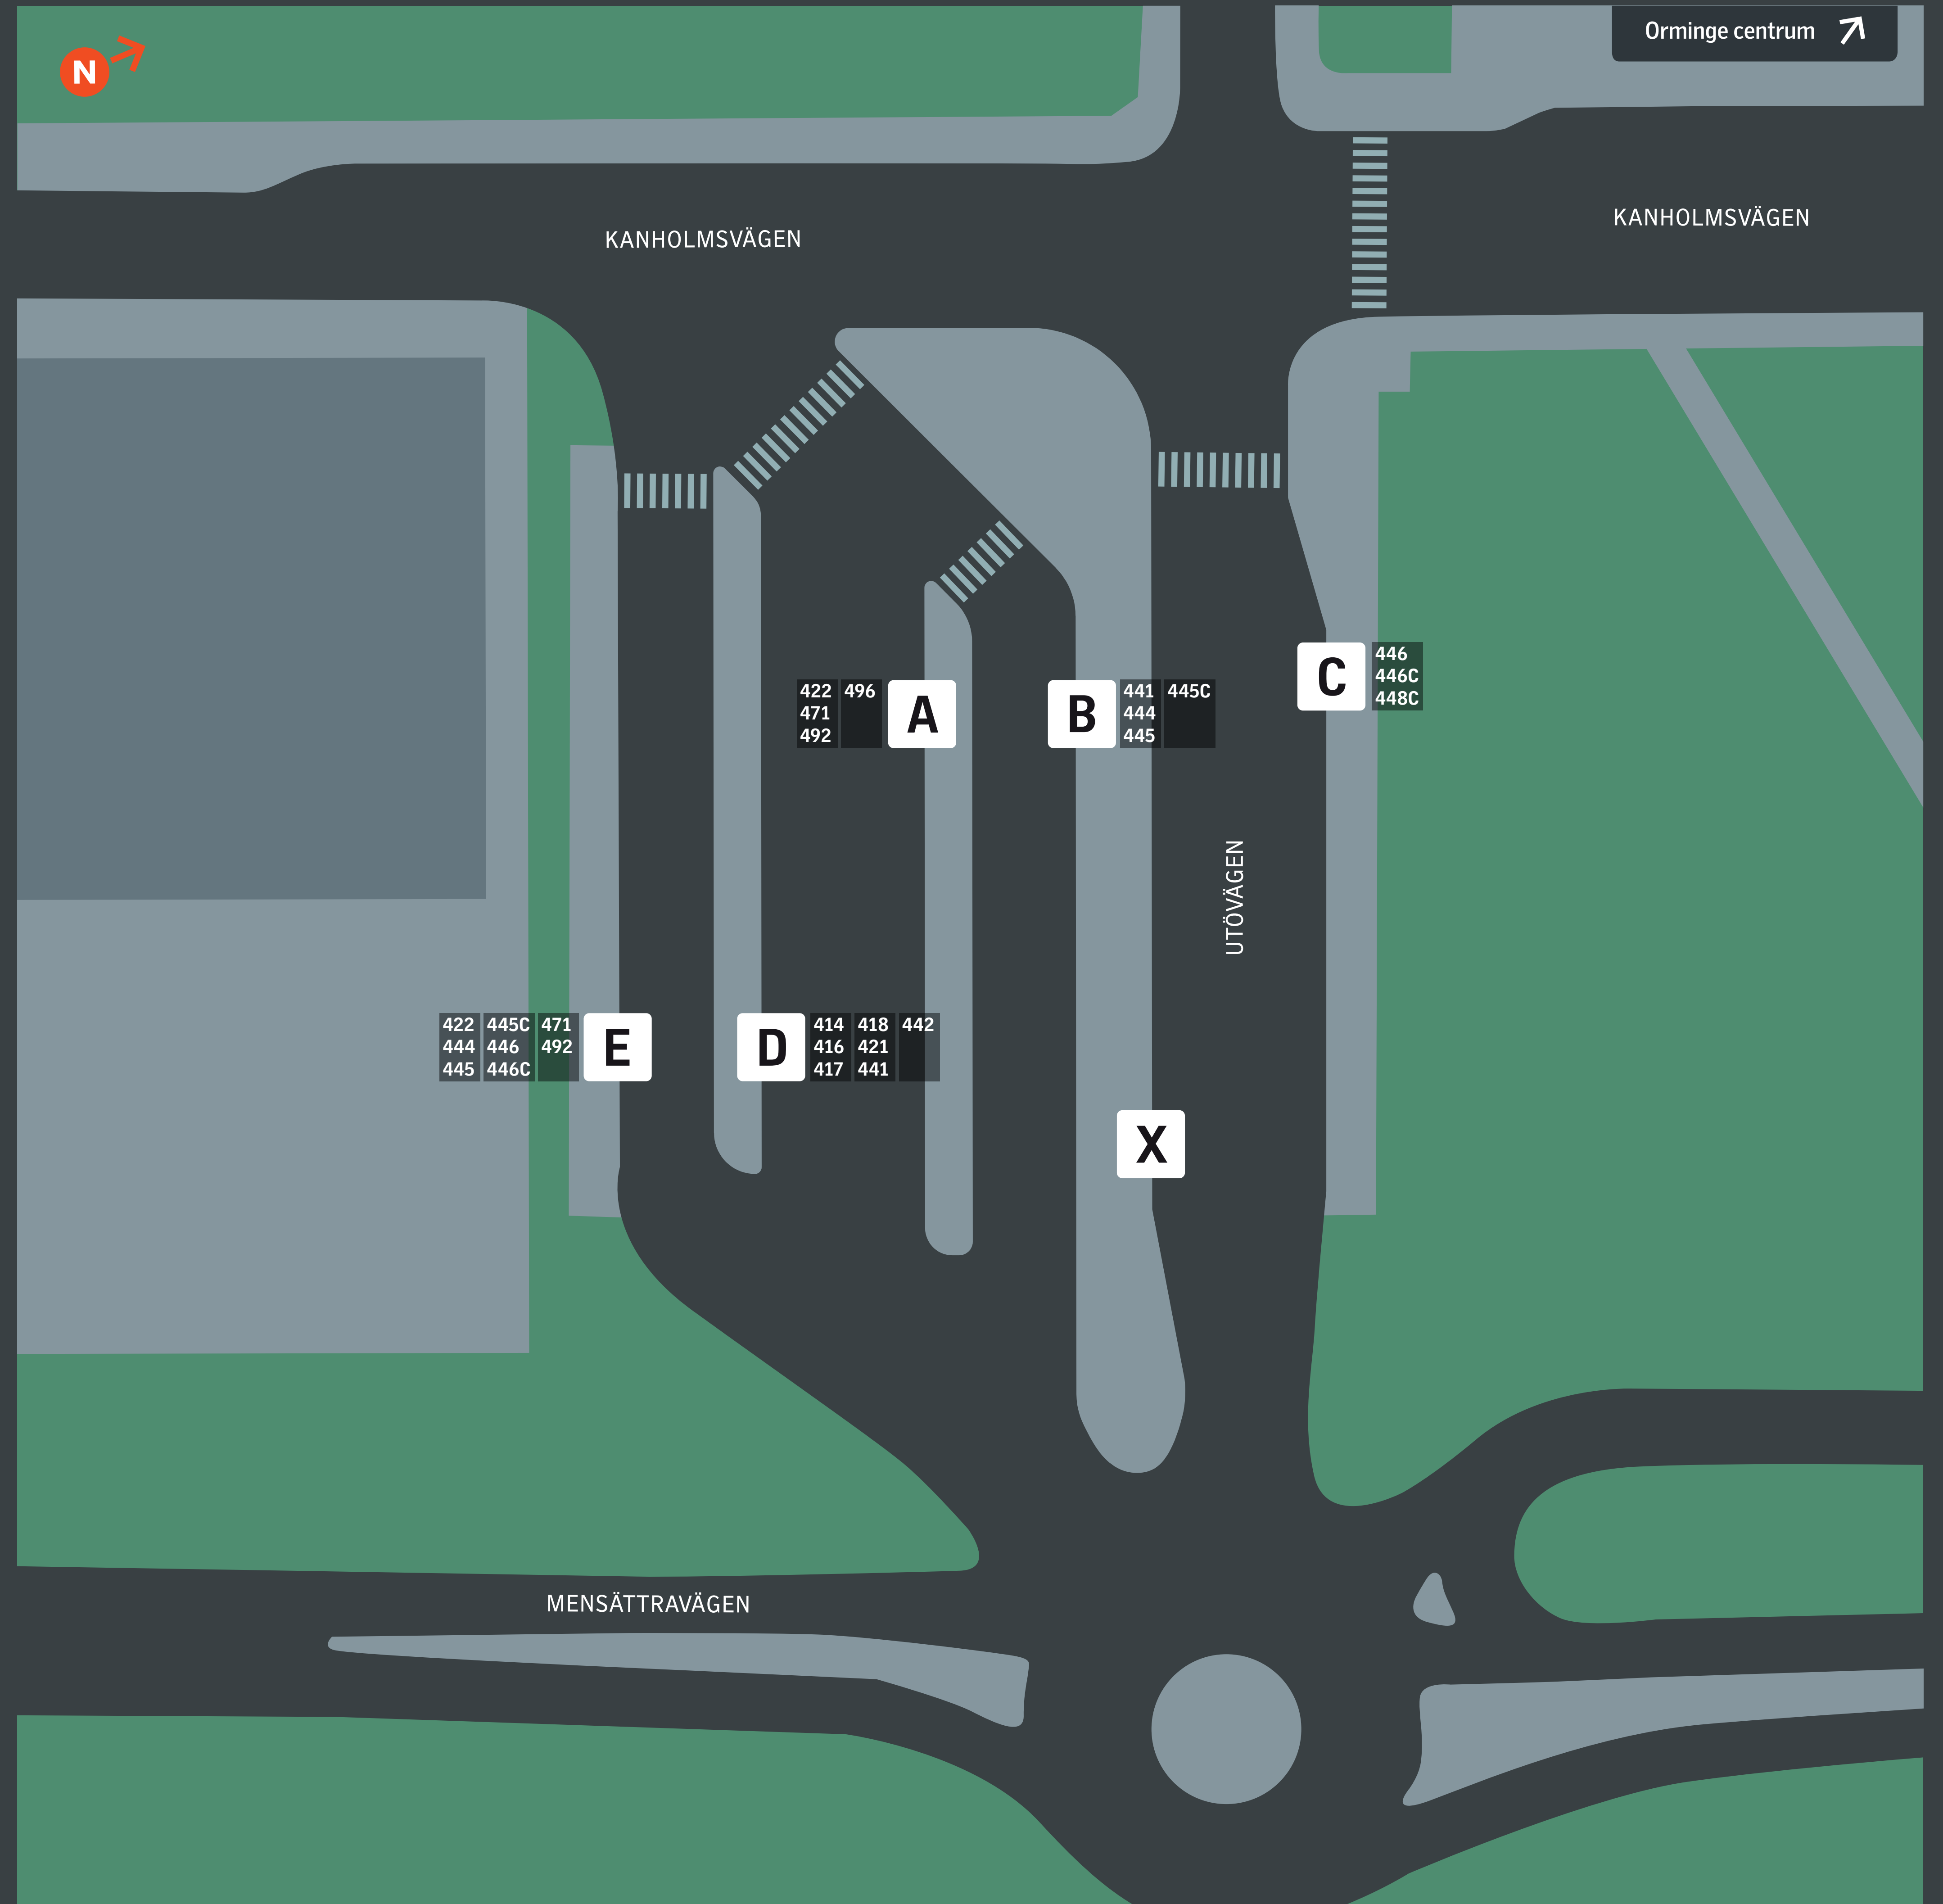 Orminge centrum
N
KANHOLMSVÄGEN
KANHOLMSVÄGEN
C
446
446C
448C
422 496
471
492
A
B
441 445C
444
445
UTÖVÄGEN
422 445C 471
444 446 492
445 446C
E
D
414 418 442
416 421
417 441
X
MENSÄTTRAVÄGEN